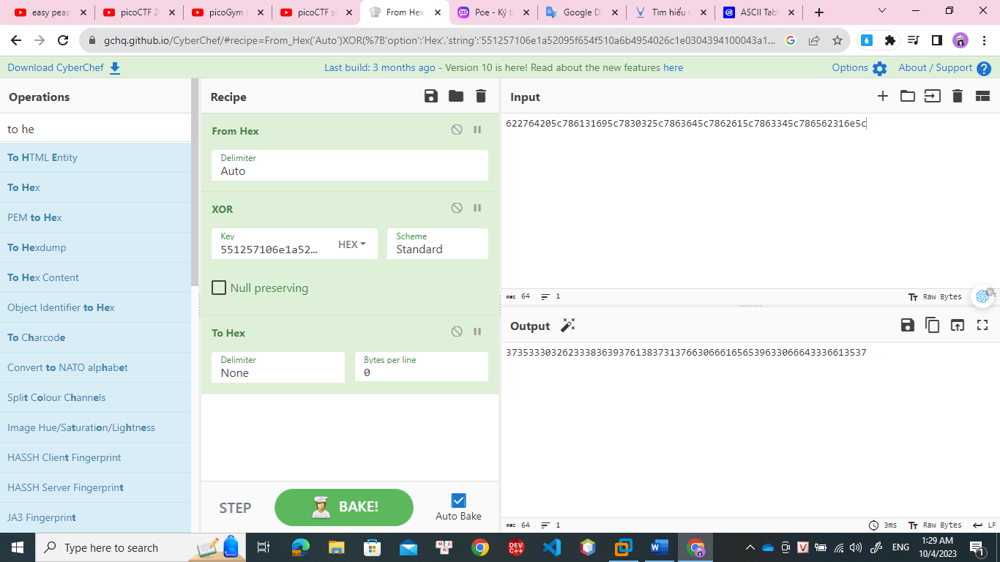 easy peas
picoCTF 2
picoGym (
picoCTF s
From Hex
Poe - Ký t
Google D
Tìm hiểu v
ASCII Tab
gchq.github.io/CyberChef/#recipe=From_Hex('Auto')XOR(%7B'option':'Hex','string':'551257106e1a52095f654f510a6b4954026c1e0304394100043a1...
Download CyberChef
Last build: 3 months ago - Version 10 is here! Read about the new features here
Options
About / Support
Operations
Recipe
Input
to he
To HTML Entity
To Hex
PEM to Hex
To Hexdump
To Hex Content
Object Identifier to Hex
To Charcode
Convert to NATO alphabet
Split Colour Channels
Image Hue/Saturation/Lightness
HASSH Client Fingerprint
HASSH Server Fingerprint
JA3 Fingerprint
From Hex
Delimiter
Auto
XOR
Key
551257106e1a52...
HEX
Scheme
Standard
Null preserving
To Hex
Delimiter
None
Bytes per line
0
STEP
BAKE!
Auto Bake
622764205c786131695c7830325c7863645c7862615c7863345c786562316e5c
ABC 64 1
Raw Bytes
Output
3735333032623338363937613837313766306661656539633066643336613537
ABC 64 1
3ms
Raw Bytes
LF
Type here to search
DEV C++
V
ENG
1:29 AM
10/4/2023
1